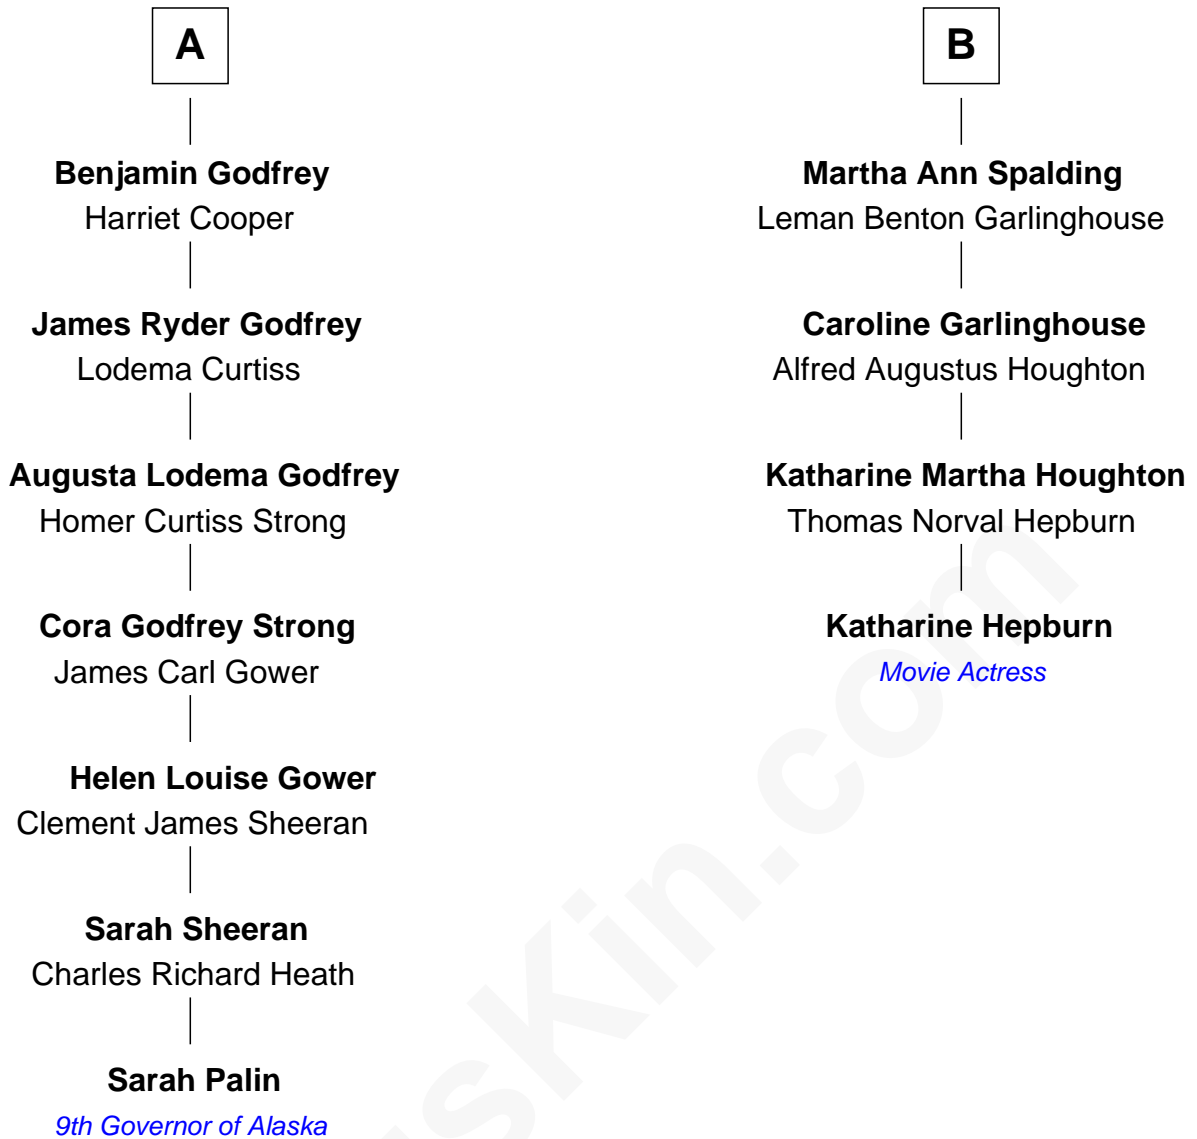 A
Benjamin Godfrey
Harriet Cooper
James Ryder Godfrey
Lodema Curtiss
Augusta Lodema Godfrey
Homer Curtiss Strong
Cora Godfrey Strong
James Carl Gower
Helen Louise Gower
Clement James Sheeran
Sarah Sheeran
Charles Richard Heath
Sarah Palin
9th Governor of Alaska
B
Martha Ann Spalding
Leman Benton Garlinghouse
Caroline Garlinghouse
Alfred Augustus Houghton
Katharine Martha Houghton
Thomas Norval Hepburn
Katharine Hepburn
Movie Actress
usKin.com